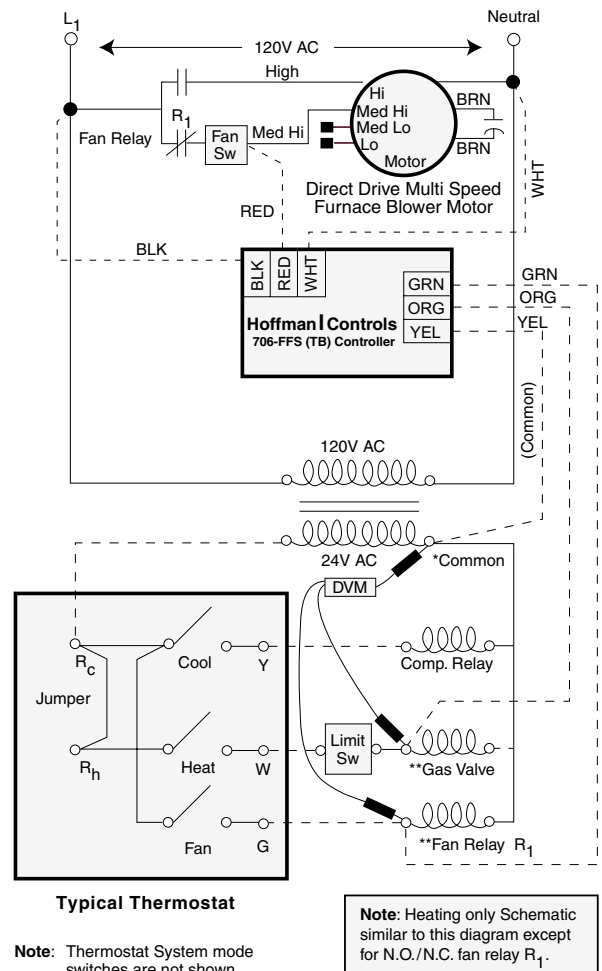 L1
Neutral
120V AC
High
Hi
Med Hi
Med Lo
Lo
Motor
BRN
BRN
R1
Fan Relay
Fan
Sw
Med Hi
Direct Drive Multi Speed
Furnace Blower Motor
WHT
RED
BLK
BLK
RED
WHT
GRN
ORG
YEL
GRN
ORG
YEL
Hoffman Controls
706-FFS (TB) Controller
(Common)
120V AC
24V AC
*Common
DVM
Rc
Cool
Y
Comp. Relay
Jumper
Rh
Heat
W
Limit
Sw
**Gas Valve
Fan
G
**Fan Relay R1
Typical Thermostat
Note: Heating only Schematic
similar to this diagram except
for N.O./N.C. fan relay R1.
Note: Thermostat System mode
switches are not shown